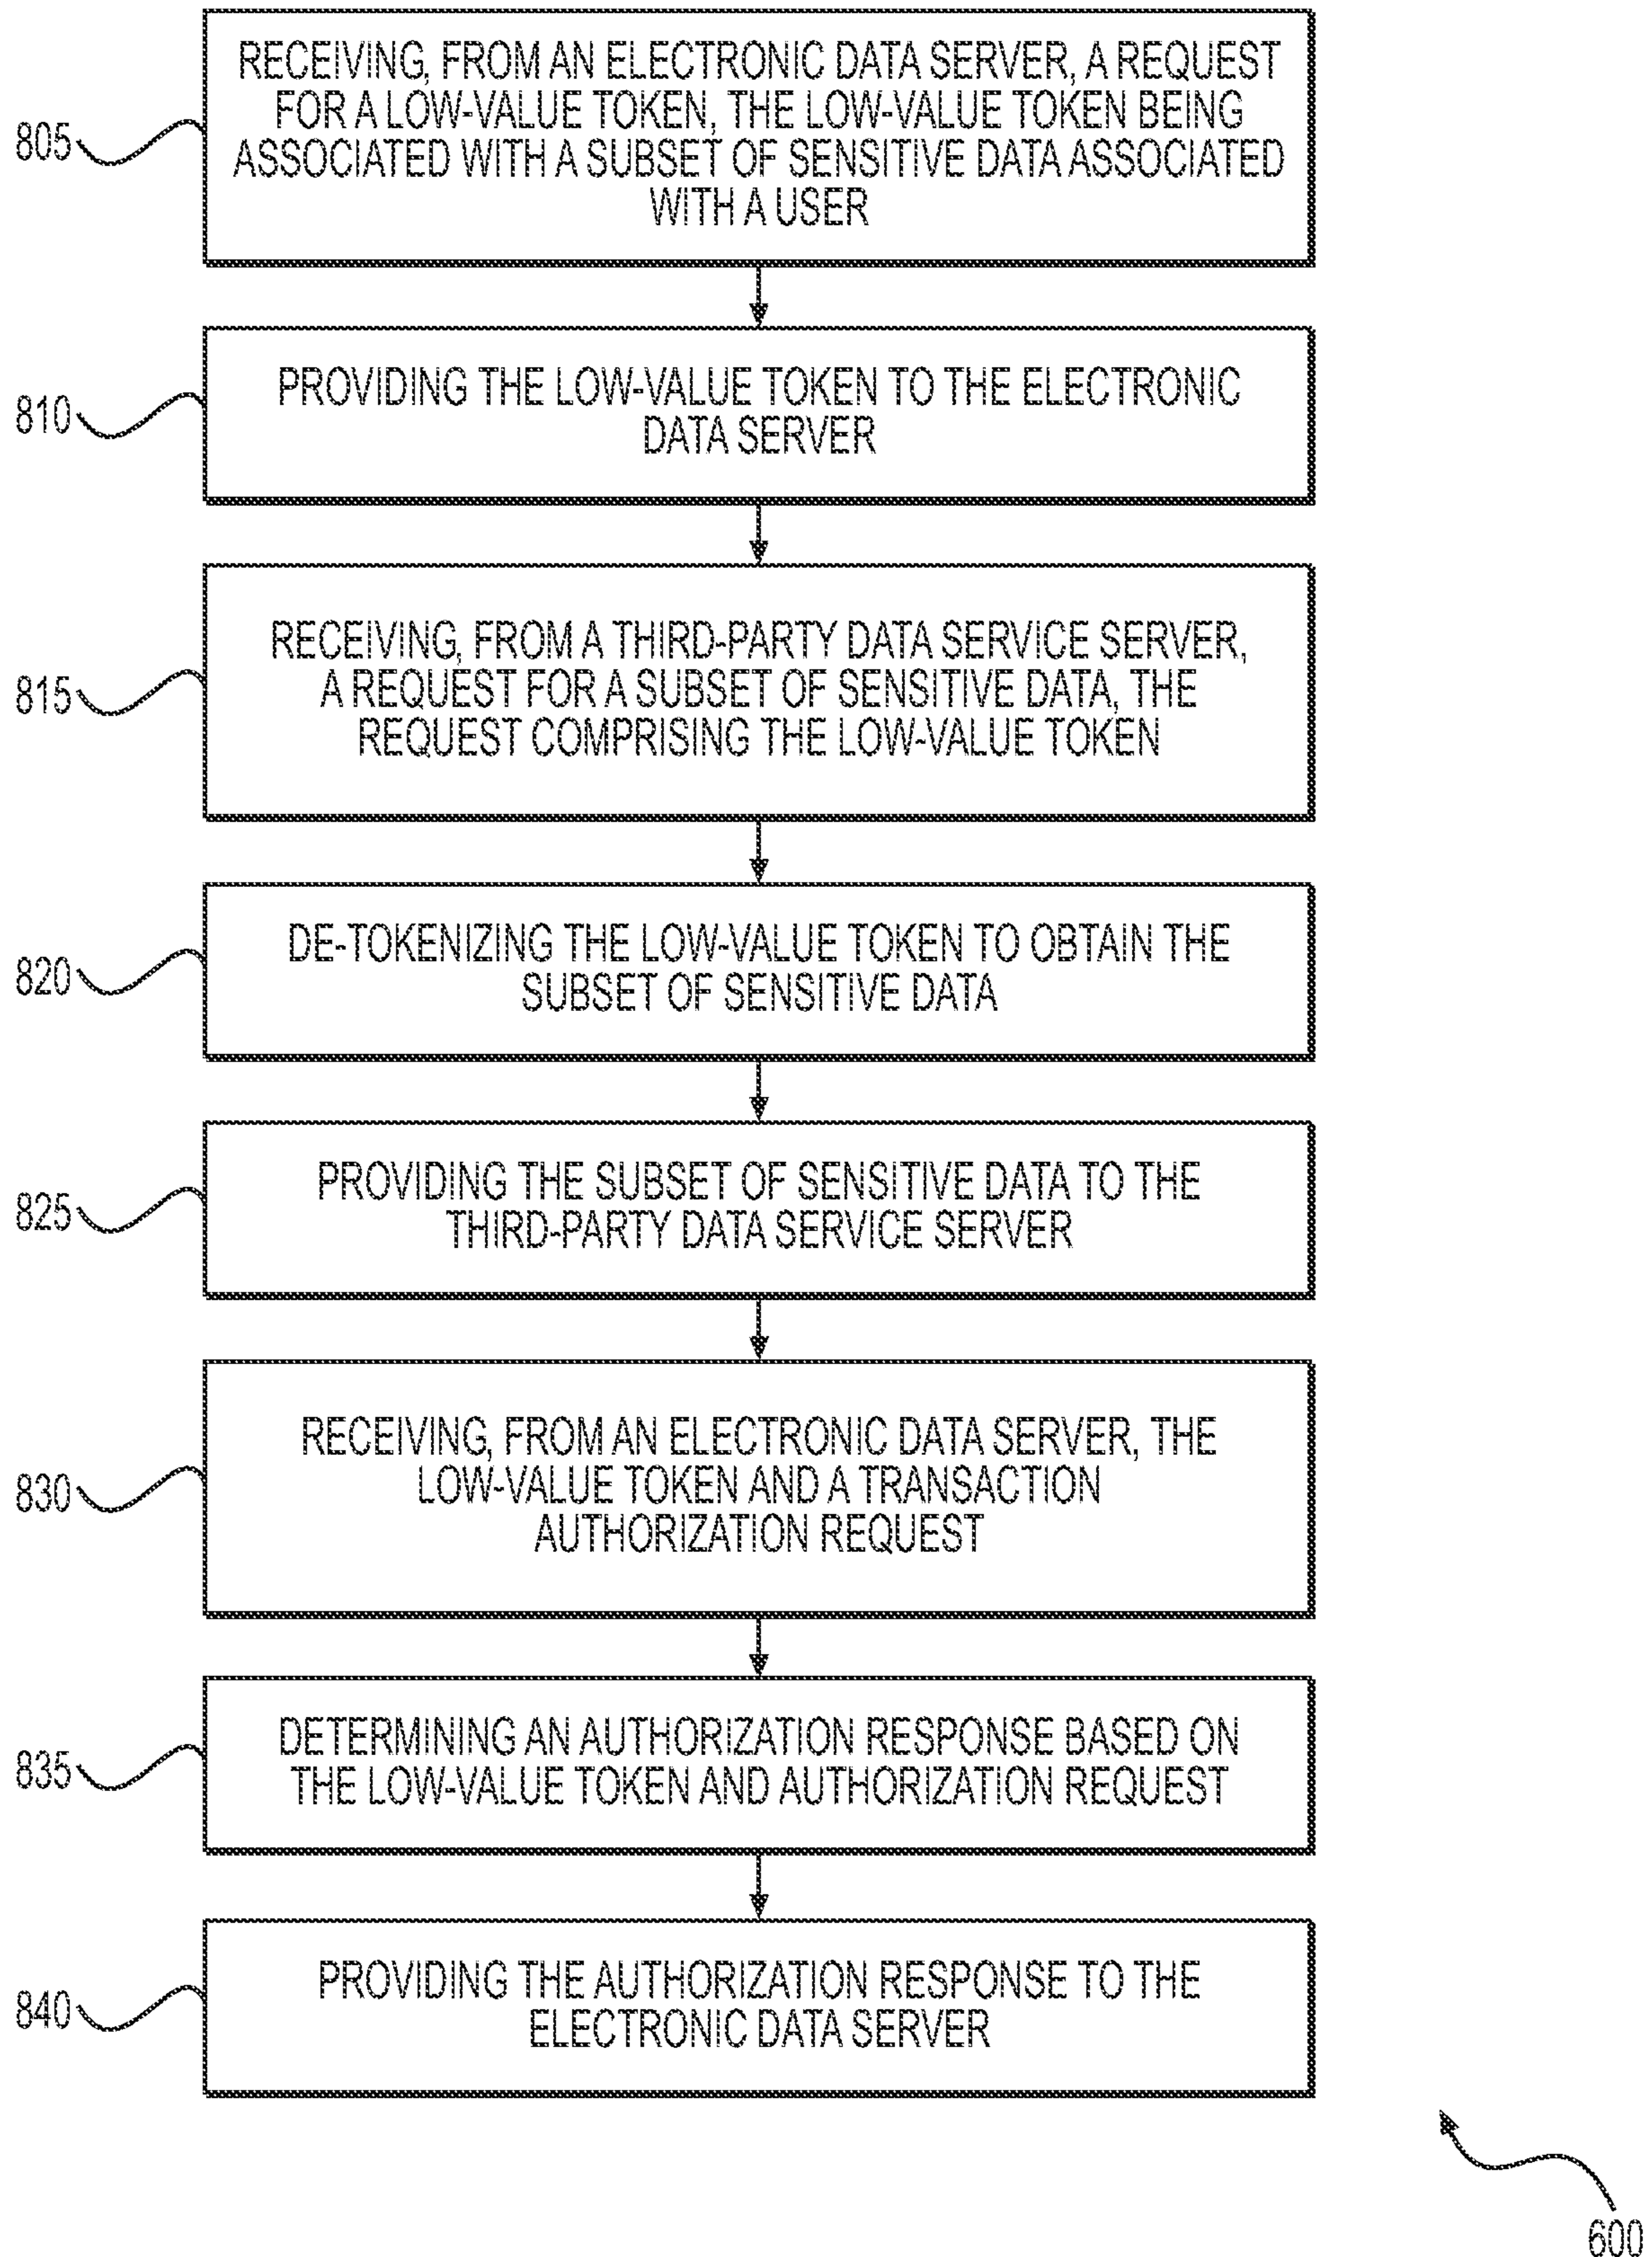 805
RECEIVING, FROM AN ELECTRONIC DATA SERVER, A REQUEST
FOR A LOW-VALUE TOKEN, THE LOW-VALUE TOKEN BEING
ASSOCIATED WITH A SUBSET OF SENSITIVE DATA ASSOCIATED
WITH A USER
810
PROVIDING THE LOW-VALUE TOKEN TO THE ELECTRONIC
DATA SERVER
815
RECEIVING, FROM A THIRD-PARTY DATA SERVICE SERVER,
A REQUEST FOR A SUBSET OF SENSITIVE DATA, THE
REQUEST COMPRISING THE LOW-VALUE TOKEN
820
DE-TOKENIZING THE LOW-VALUE TOKEN TO OBTAIN THE
SUBSET OF SENSITIVE DATA
825
PROVIDING THE SUBSET OF SENSITIVE DATA TO THE
THIRD-PARTY DATA SERVICE SERVER
830
RECEIVING, FROM AN ELECTRONIC DATA SERVER, THE
LOW-VALUE TOKEN AND A TRANSACTION
AUTHORIZATION REQUEST
835
DETERMINING AN AUTHORIZATION RESPONSE BASED ON
THE LOW-VALUE TOKEN AND AUTHORIZATION REQUEST
840
PROVIDING THE AUTHORIZATION RESPONSE TO THE
ELECTRONIC DATA SERVER
600